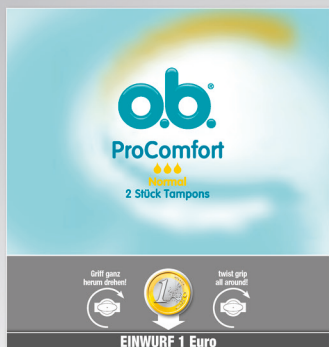 o.b.®
ProComfort
Normal
2 Stück Tampons
Griff ganz
herum drehen!
1
twist grip
all around!
EINWURF 1 Euro